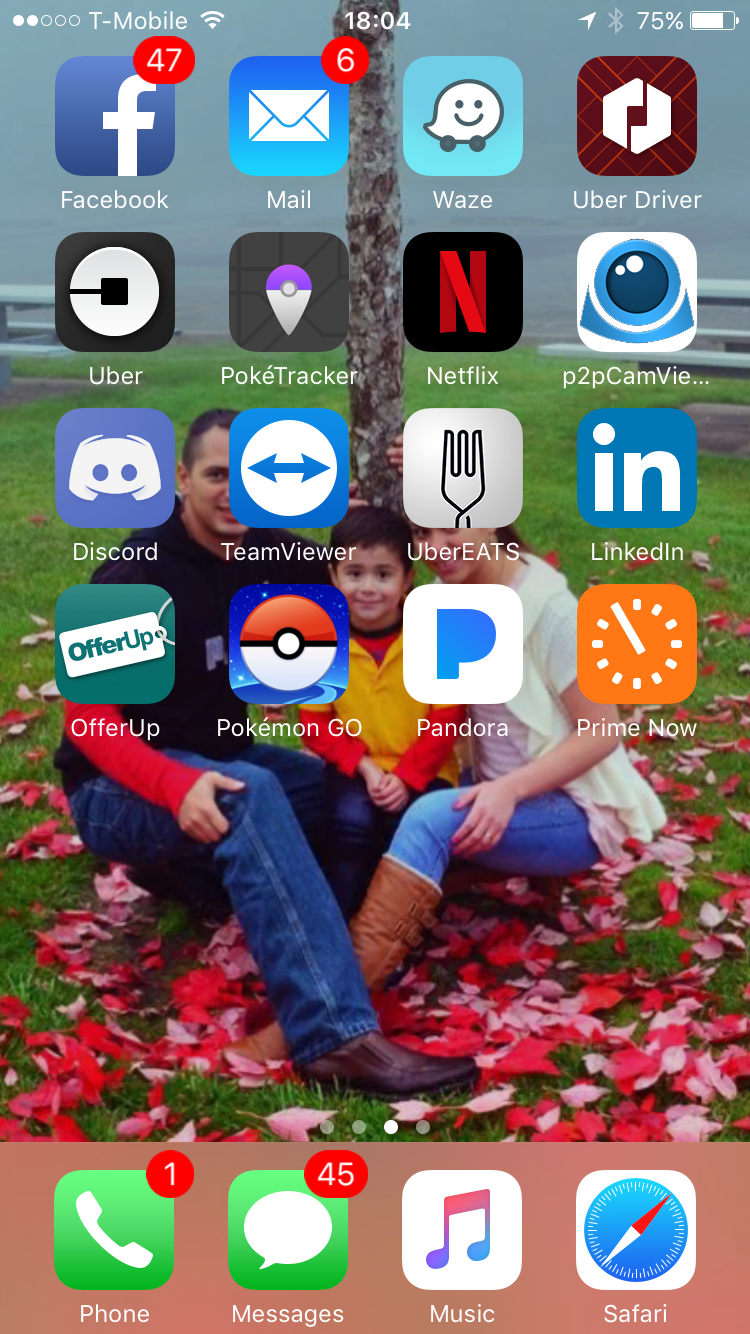 T-Mobile 18:04 75%
47 6
Facebook Mail Waze Uber Driver
Uber PokéTracker Netflix p2pCamVie...
Discord TeamViewer UberEATS LinkedIn
in
OfferUp
OfferUp Pokémon GO Pandora Prime Now
1 45
Phone Messages Music Safari